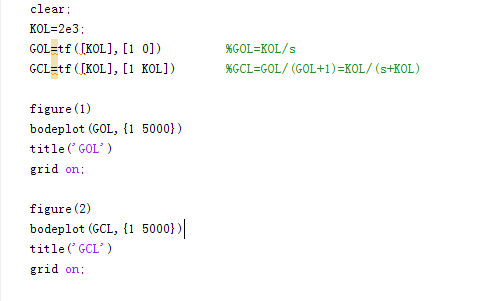 clear;
KOL=2e3;
GOL=tf([KOL],[1 0]) %GOL=KOL/s
GCL=tf([KOL],[1 KOL]) %GCL=GOL/(GOL+1)=KOL/(s+KOL)
figure(1)
bodeplot(GOL,{1 5000})
title('GOL')
grid on;
figure(2)
bodeplot(GCL,{1 5000})
title('GCL')
grid on;